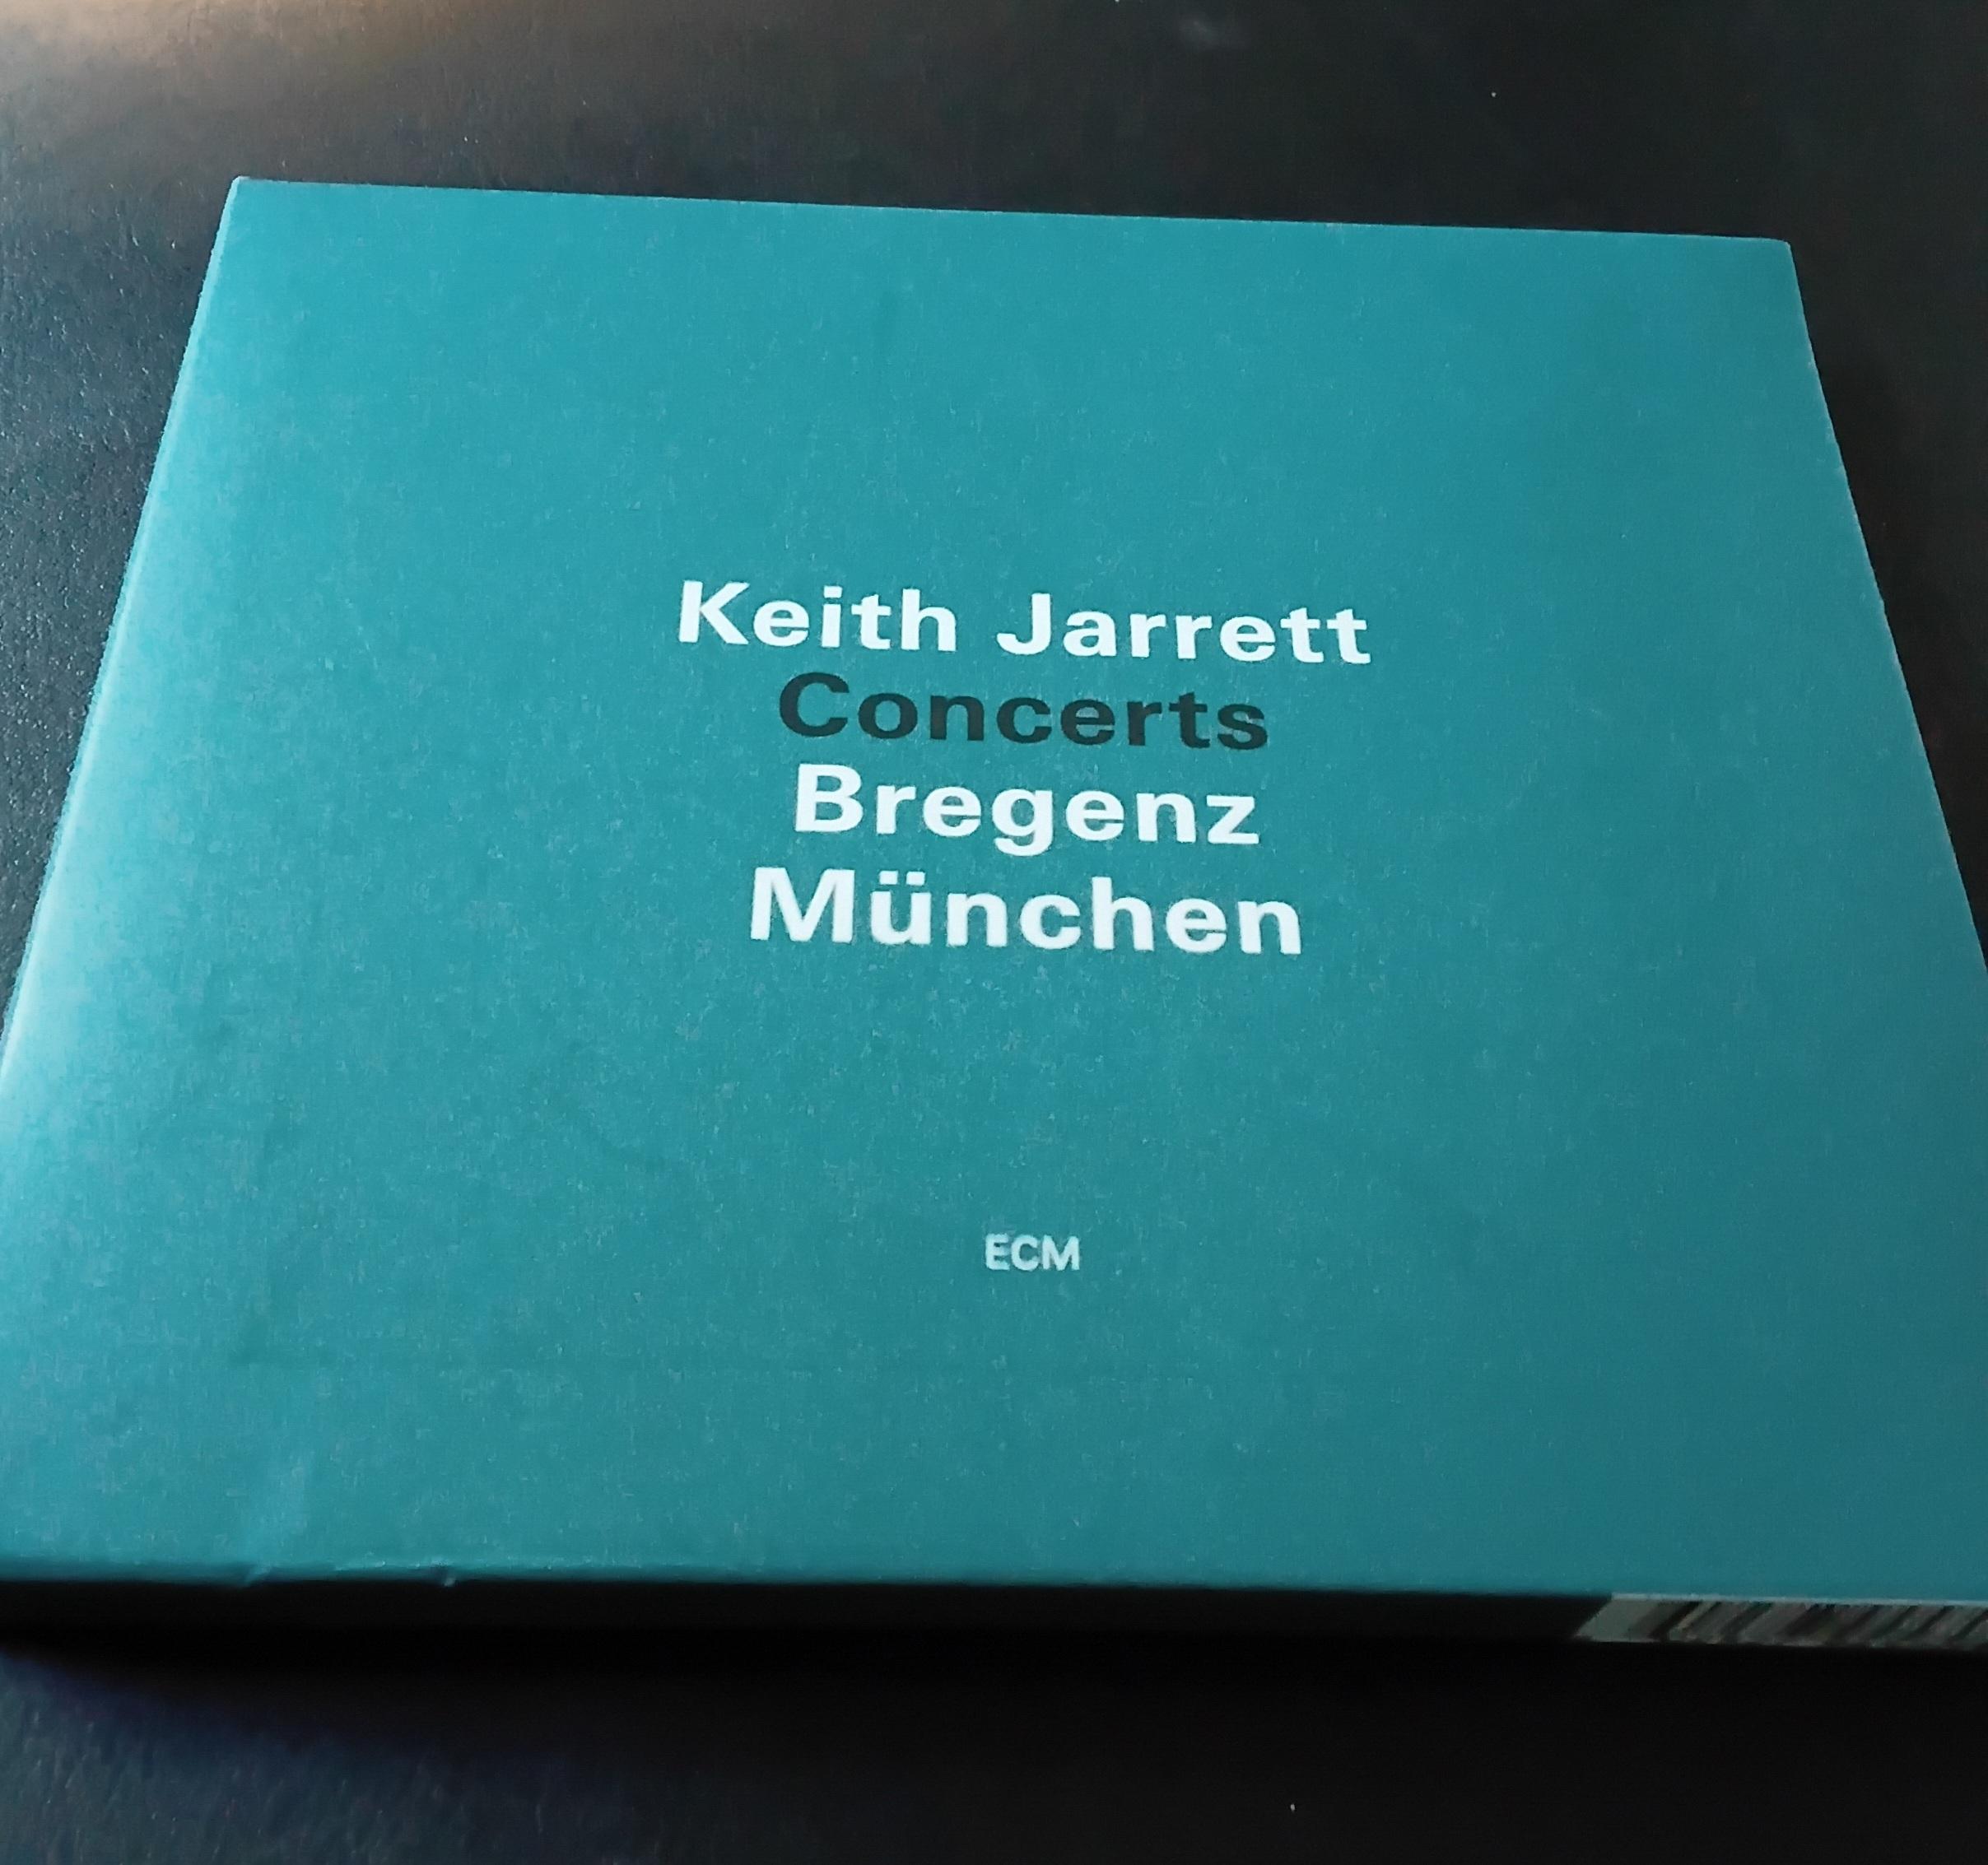 Keith Jarrett
Concerts
Bregenz
München
ECM